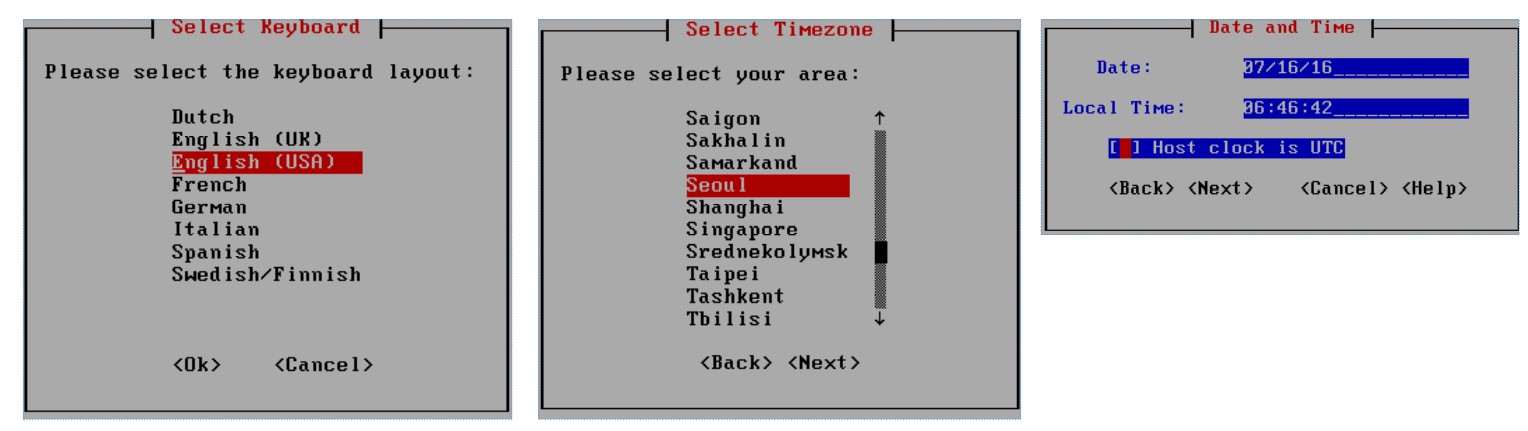 Select Keyboard
Please select the keyboard layout:
Dutch
English (UK)
English (USA)
French
German
Italian
Spanish
Swedish/Finnish
<Ok> <Cancel>
Select Timezone
Please select your area:
Saigon ↑
Sakhalin
Samarkand
Seoul
Shanghai
Singapore
Srednekolymsk
Taipei
Tashkent
Tbilisi ↓
<Back> <Next>
Date and Time
Date: 07/16/16____________
Local Time: 06:46:42____________
[ ] Host clock is UTC
<Back> <Next> <Cancel> <Help>